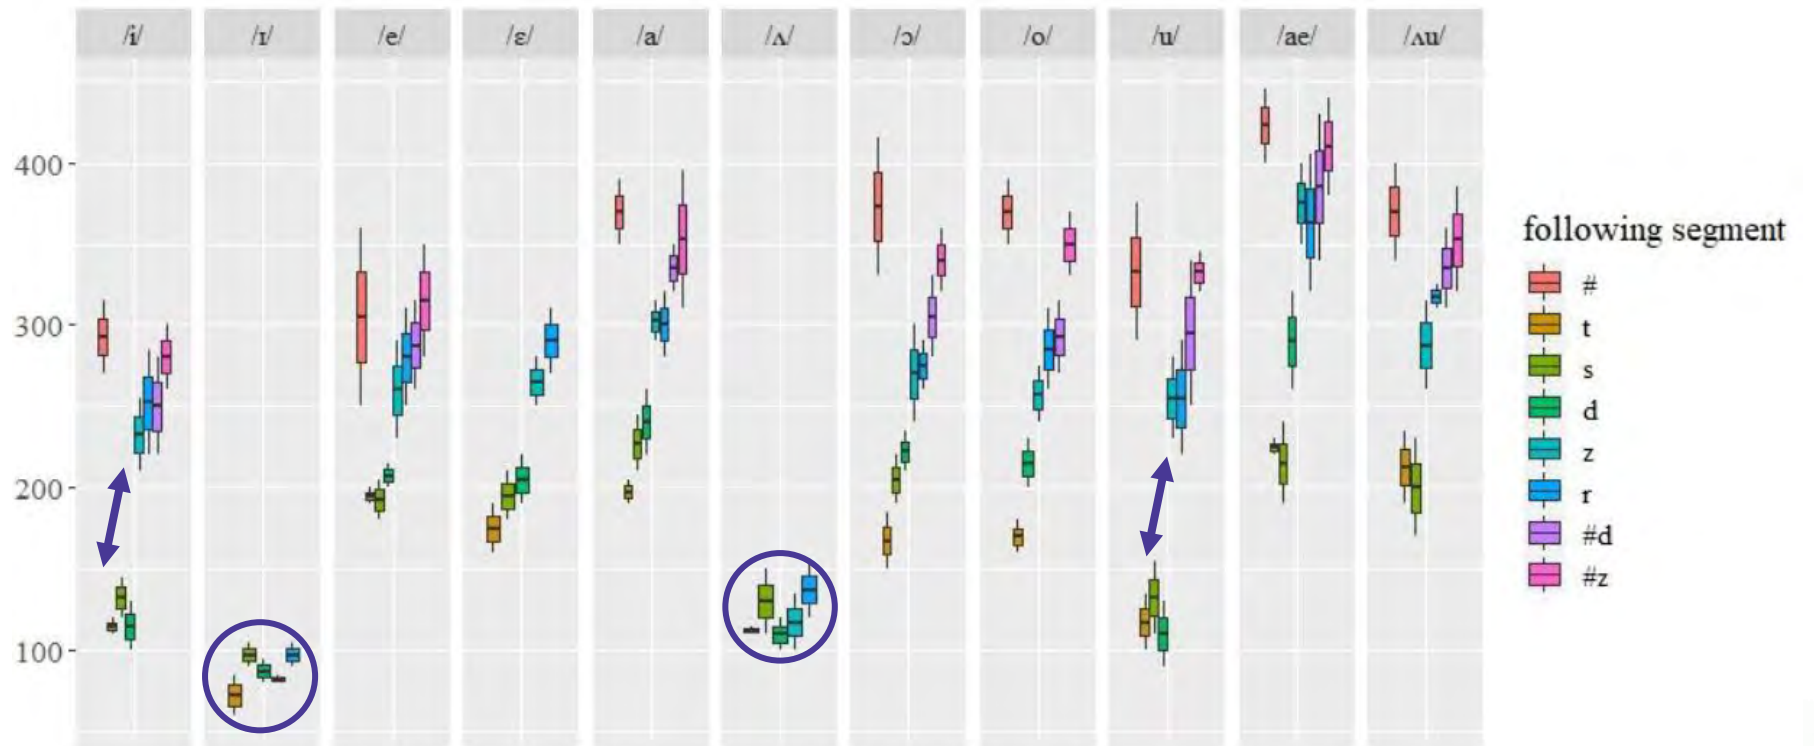 /i/ /ɪ/ /e/ /ɛ/ /a/ /ʌ/ /ɔ/ /o/ /u/ /ae/ /ʌu/
400
300
200
100
following segment
#
t
s
d
z
r
#d
#z